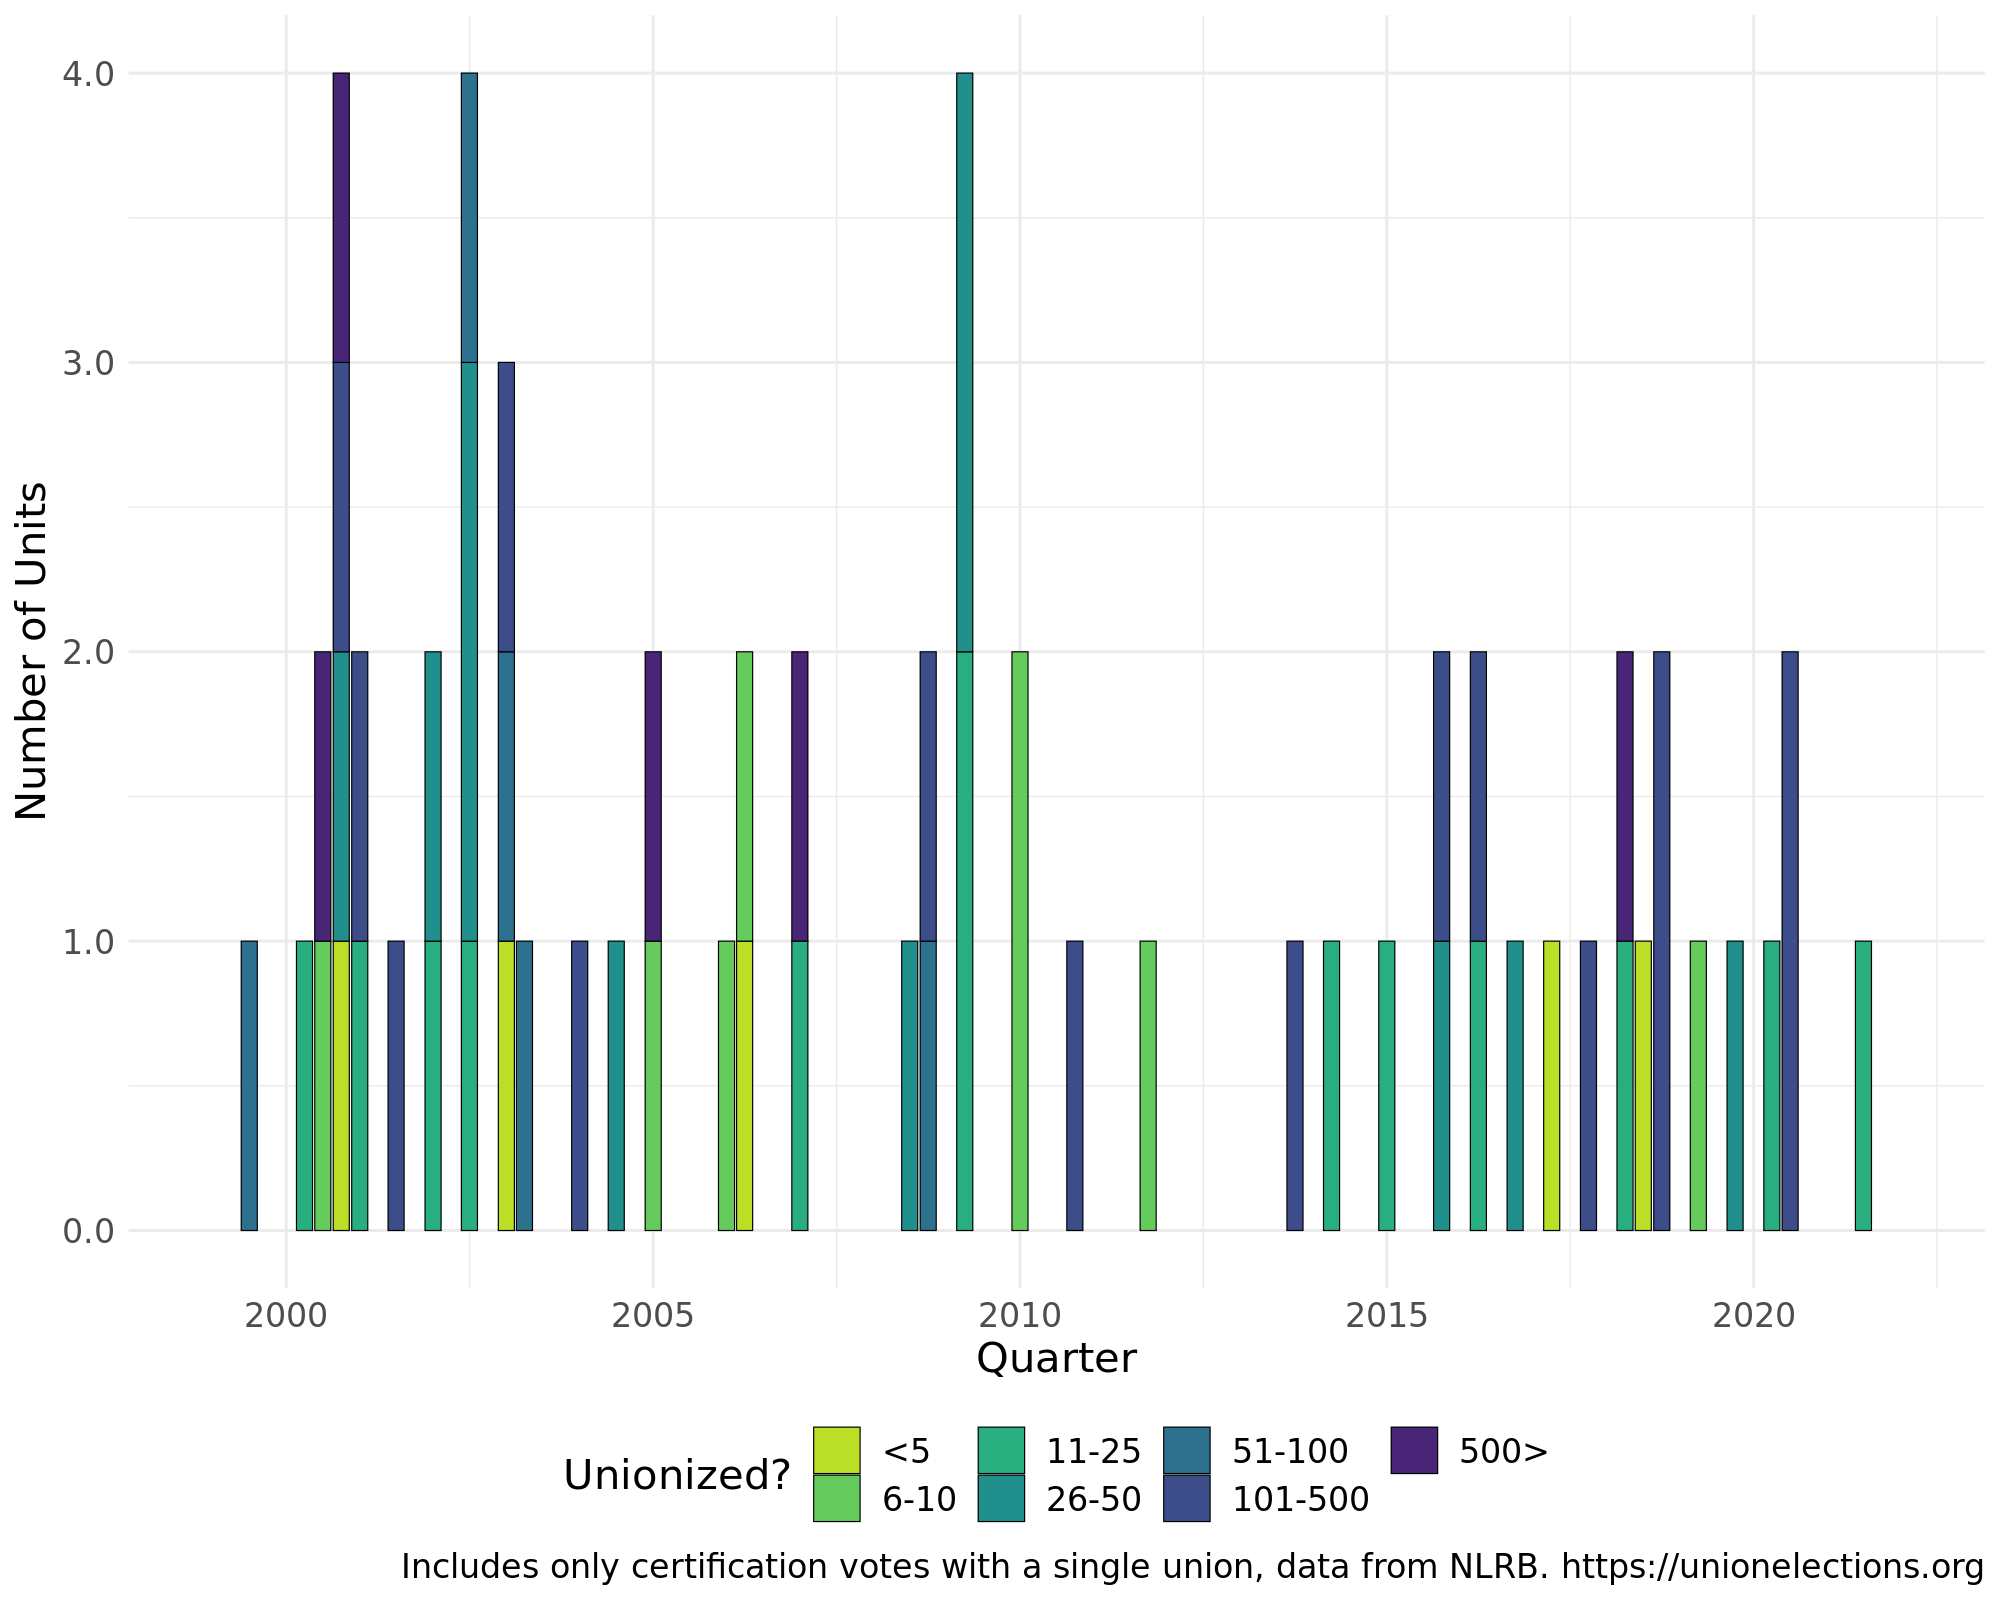 4.0
3.0
2.0
1.0
0.0
Number of Units
2000 2005 2010 2015 2020
Quarter
Unionized?
<5 11-25 51-100 500>
6-10 26-50 101-500
Includes only certification votes with a single union, data from NLRB. https://unionelections.org